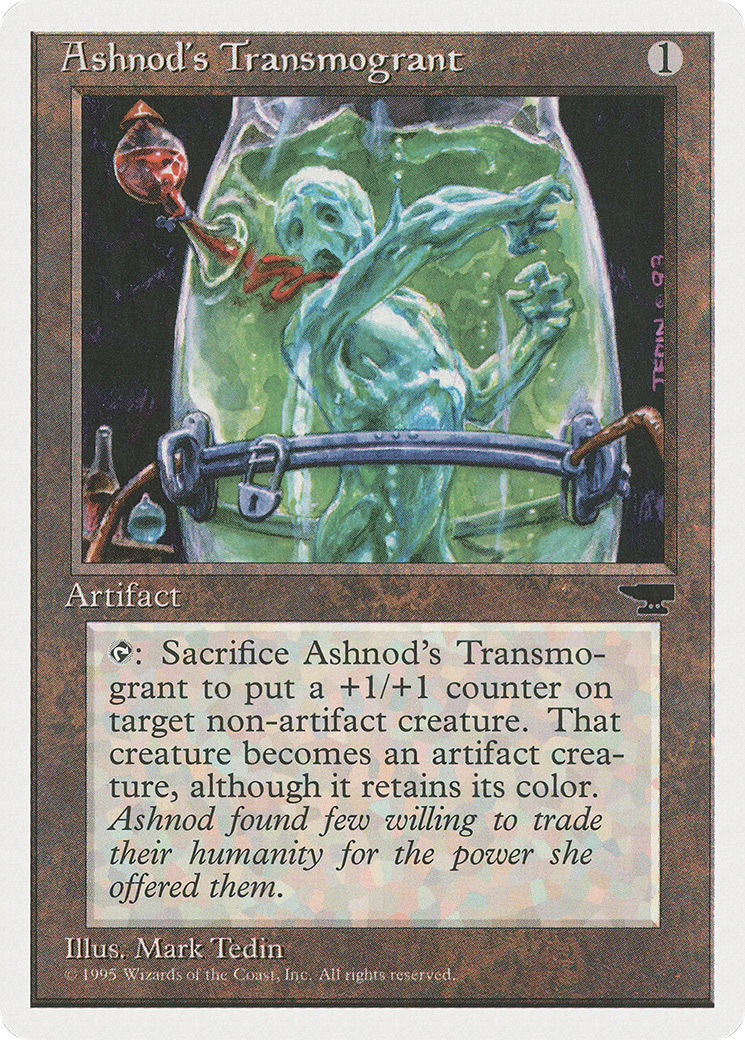 Ashnod's Transmogrant
1
TEDIN © 93
Artifact
: Sacrifice Ashnod's Transmo-
grant to put a +1/+1 counter on
target non-artifact creature. That
creature becomes an artifact crea-
ture, although it retains its color.
Ashnod found few willing to trade
their humanity for the power she
offered them.
Illus. Mark Tedin
© 1995 Wizards of the Coast, Inc. All rights reserved.